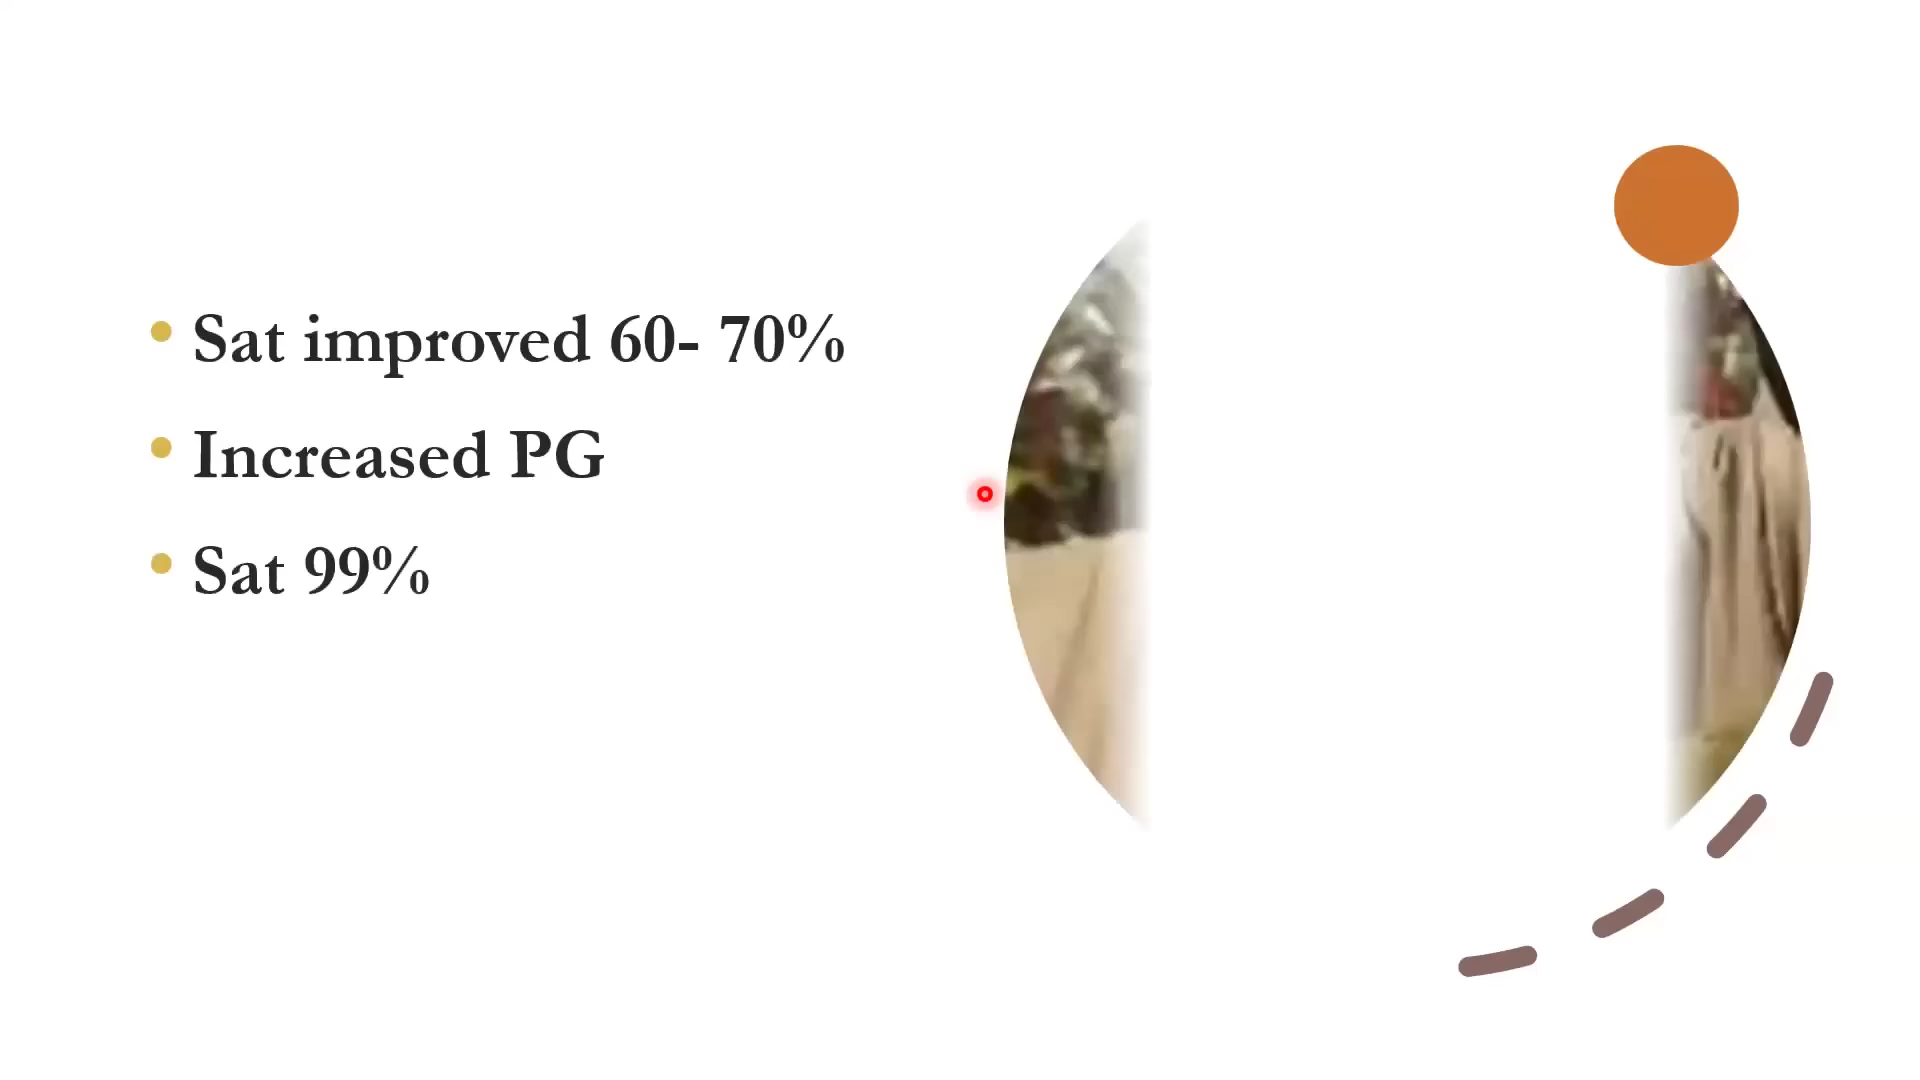 Sat improved 60- 70%
Increased PG
Sat 99%